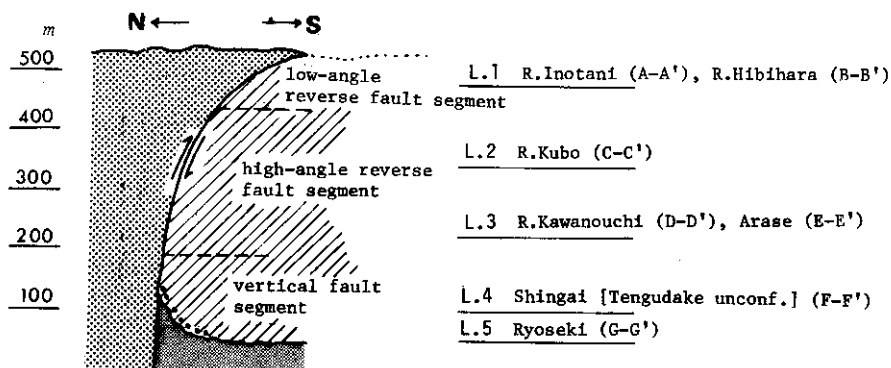 N ← → S
m
500
400
300
200
100
low-angle
reverse fault segment
high-angle reverse
fault segment
vertical fault
segment
L.1 R.Inotani (A-A'), R.Hibihara (B-B')
L.2 R.Kubo (C-C')
L.3 R.Kawanouchi (D-D'), Arase (E-E')
L.4 Shingai [Tengudake unconf.] (F-F')
L.5 Ryoseki (G-G')